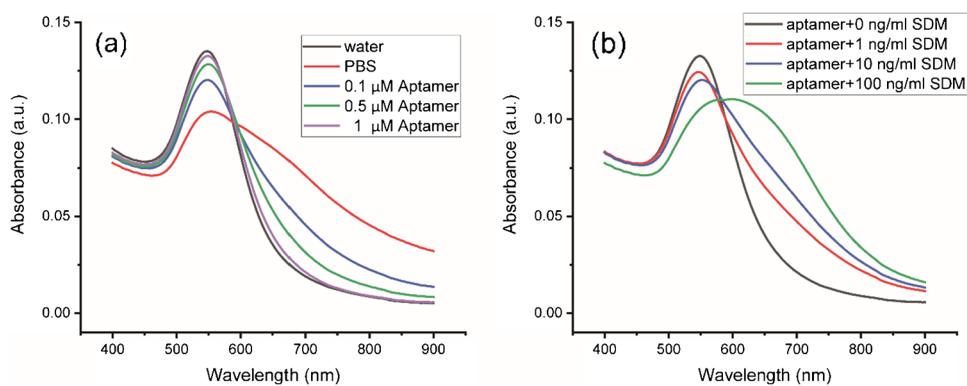 (a)
water
PBS
0.1 μM Aptamer
0.5 μM Aptamer
1 μM Aptamer
Absorbance (a.u.)
0.15
0.10
0.05
0.00
400 500 600 700 800 900
Wavelength (nm)
(b)
aptamer+0 ng/ml SDM
aptamer+1 ng/ml SDM
aptamer+10 ng/ml SDM
aptamer+100 ng/ml SDM
Absorbance (a.u.)
0.15
0.10
0.05
0.00
400 500 600 700 800 900
Wavelength (nm)